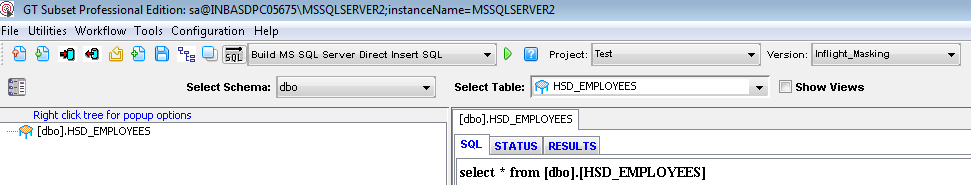 GT Subset Professional Edition: sa@INBASDPC05675\MSSQLSERVER2;instanceName=MSSQLSERVER2
File Utilities Workflow Tools Configuration Help
SQL Build MS SQL Server Direct Insert SQL ? Project: Test Version: Inflight_Masking
Select Schema: dbo Select Table: HSD_EMPLOYEES Show Views
Right click tree for popup options
[dbo].HSD_EMPLOYEES
[dbo].HSD_EMPLOYEES
SQL STATUS RESULTS
select * from [dbo].[HSD_EMPLOYEES]